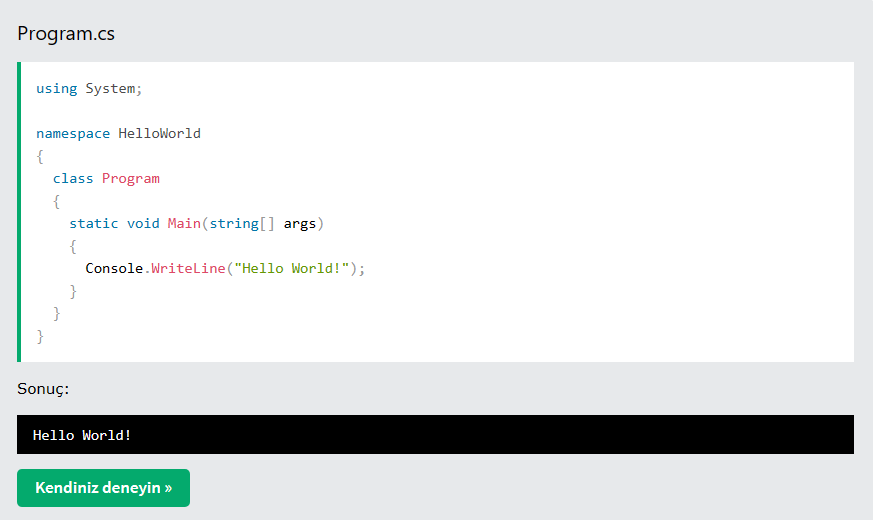 Program.cs
using System;
namespace HelloWorld
{
  class Program
  {
    static void Main(string[] args)
    {
      Console.WriteLine("Hello World!");
    }
  }
}
Sonuç:
Hello World!
Kendiniz deneyin »